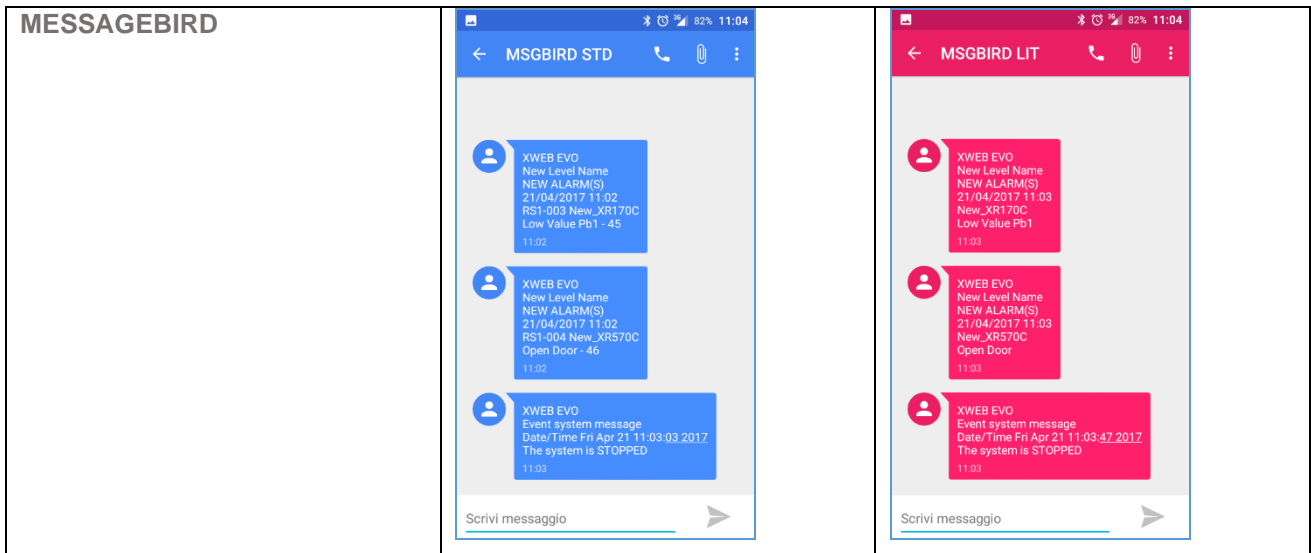 MESSAGEBIRD
3G 82% 11:04
MSGBIRD STD
XWEB EVO
New Level Name
NEW ALARM(S)
21/04/2017 11:02
RS1-003 New_XR170C
Low Value Pb1 - 45
11:02
XWEB EVO
New Level Name
NEW ALARM(S)
21/04/2017 11:02
RS1-004 New_XR570C
Open Door - 46
11:02
XWEB EVO
Event system message
Date/Time Fri Apr 21 11:03:03 2017
The system is STOPPED
11:03
Scrivi messaggio
3G 82% 11:04
MSGBIRD LIT
XWEB EVO
New Level Name
NEW ALARM(S)
21/04/2017 11:03
New_XR170C
Low Value Pb1
11:03
XWEB EVO
New Level Name
NEW ALARM(S)
21/04/2017 11:03
New_XR570C
Open Door
11:03
XWEB EVO
Event system message
Date/Time Fri Apr 21 11:03:47 2017
The system is STOPPED
11:03
Scrivi messaggio